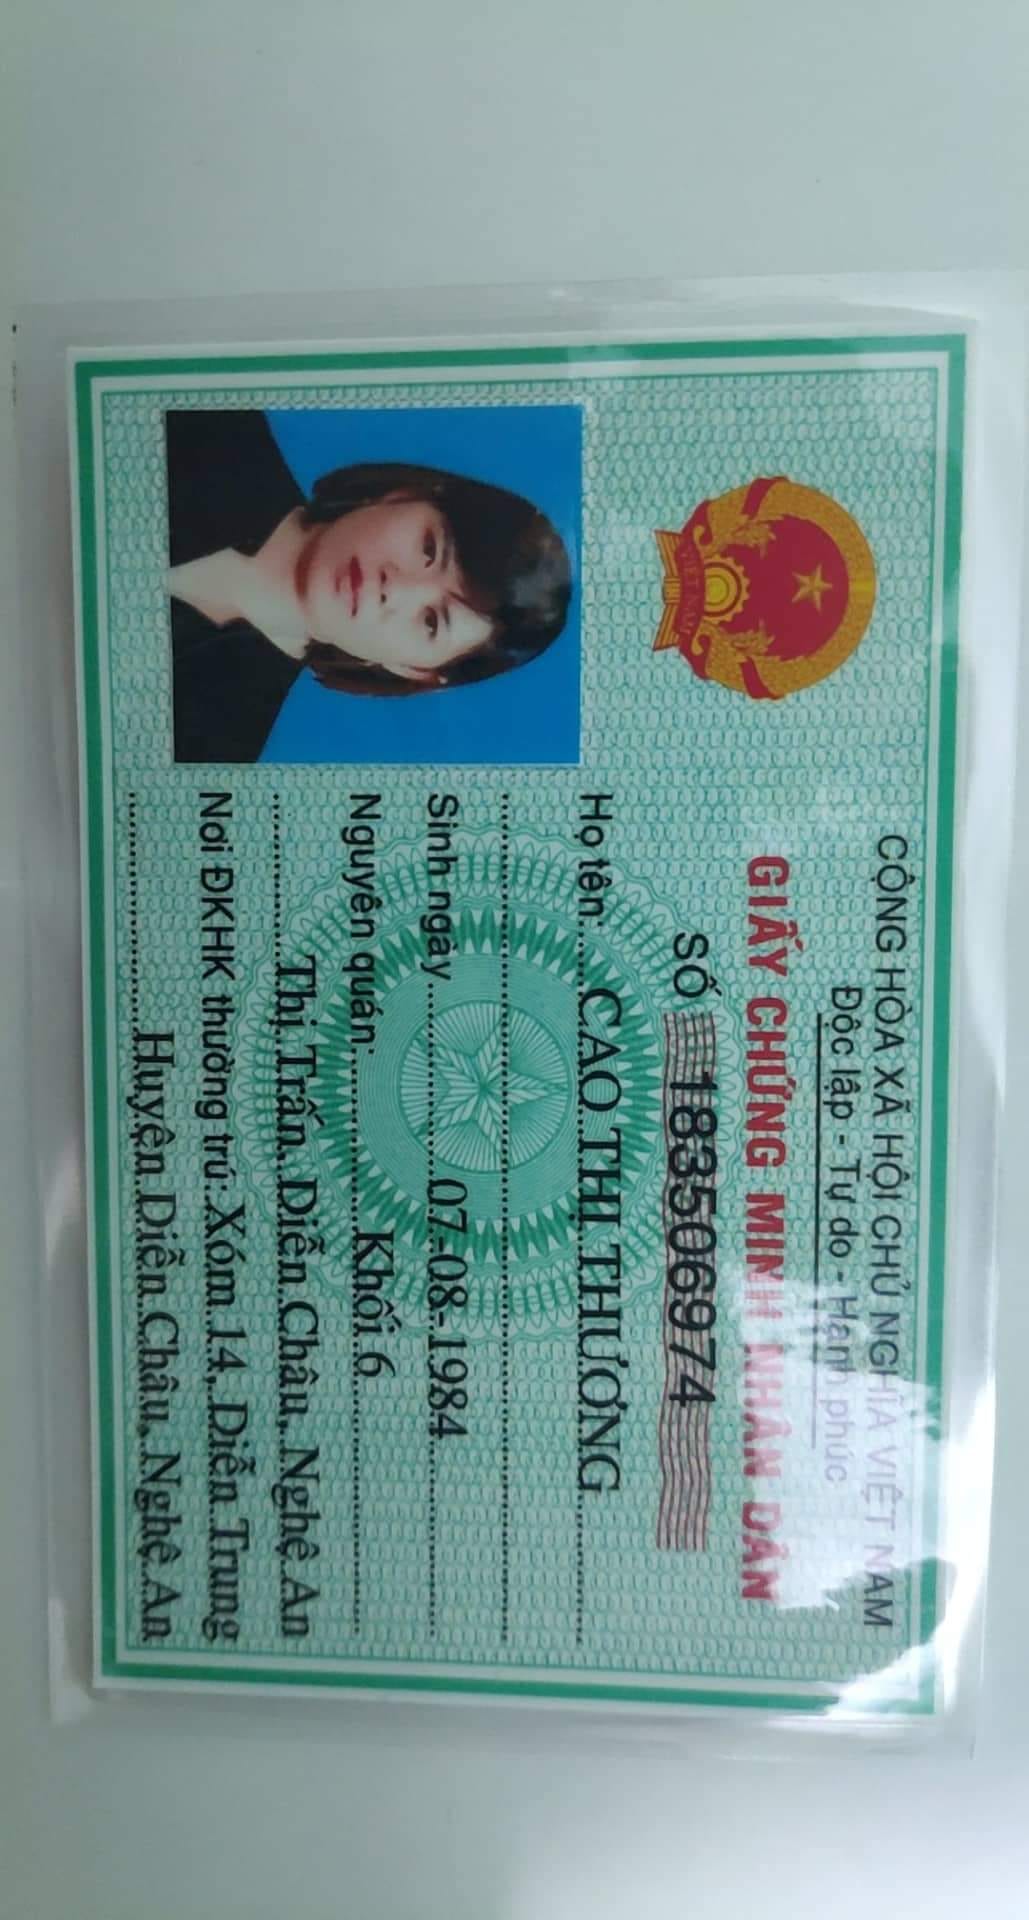 CỘNG HÒA XÃ HỘI CHỦ NGHĨA VIỆT NAM
Độc lập - Tự do - Hạnh phúc
GIẤY CHỨNG MINH NHÂN DÂN
SỐ 183506974
VIỆT NAM
Họ tên: CAO THỊ THƯƠNG
Sinh ngày 07-08-1984
Nguyên quán: Khối 6
Thị Trấn Diễn Châu, Nghệ An
Nơi ĐKHK thường trú: Xóm 14, Diễn Trung
Huyện Diễn Châu, Nghệ An